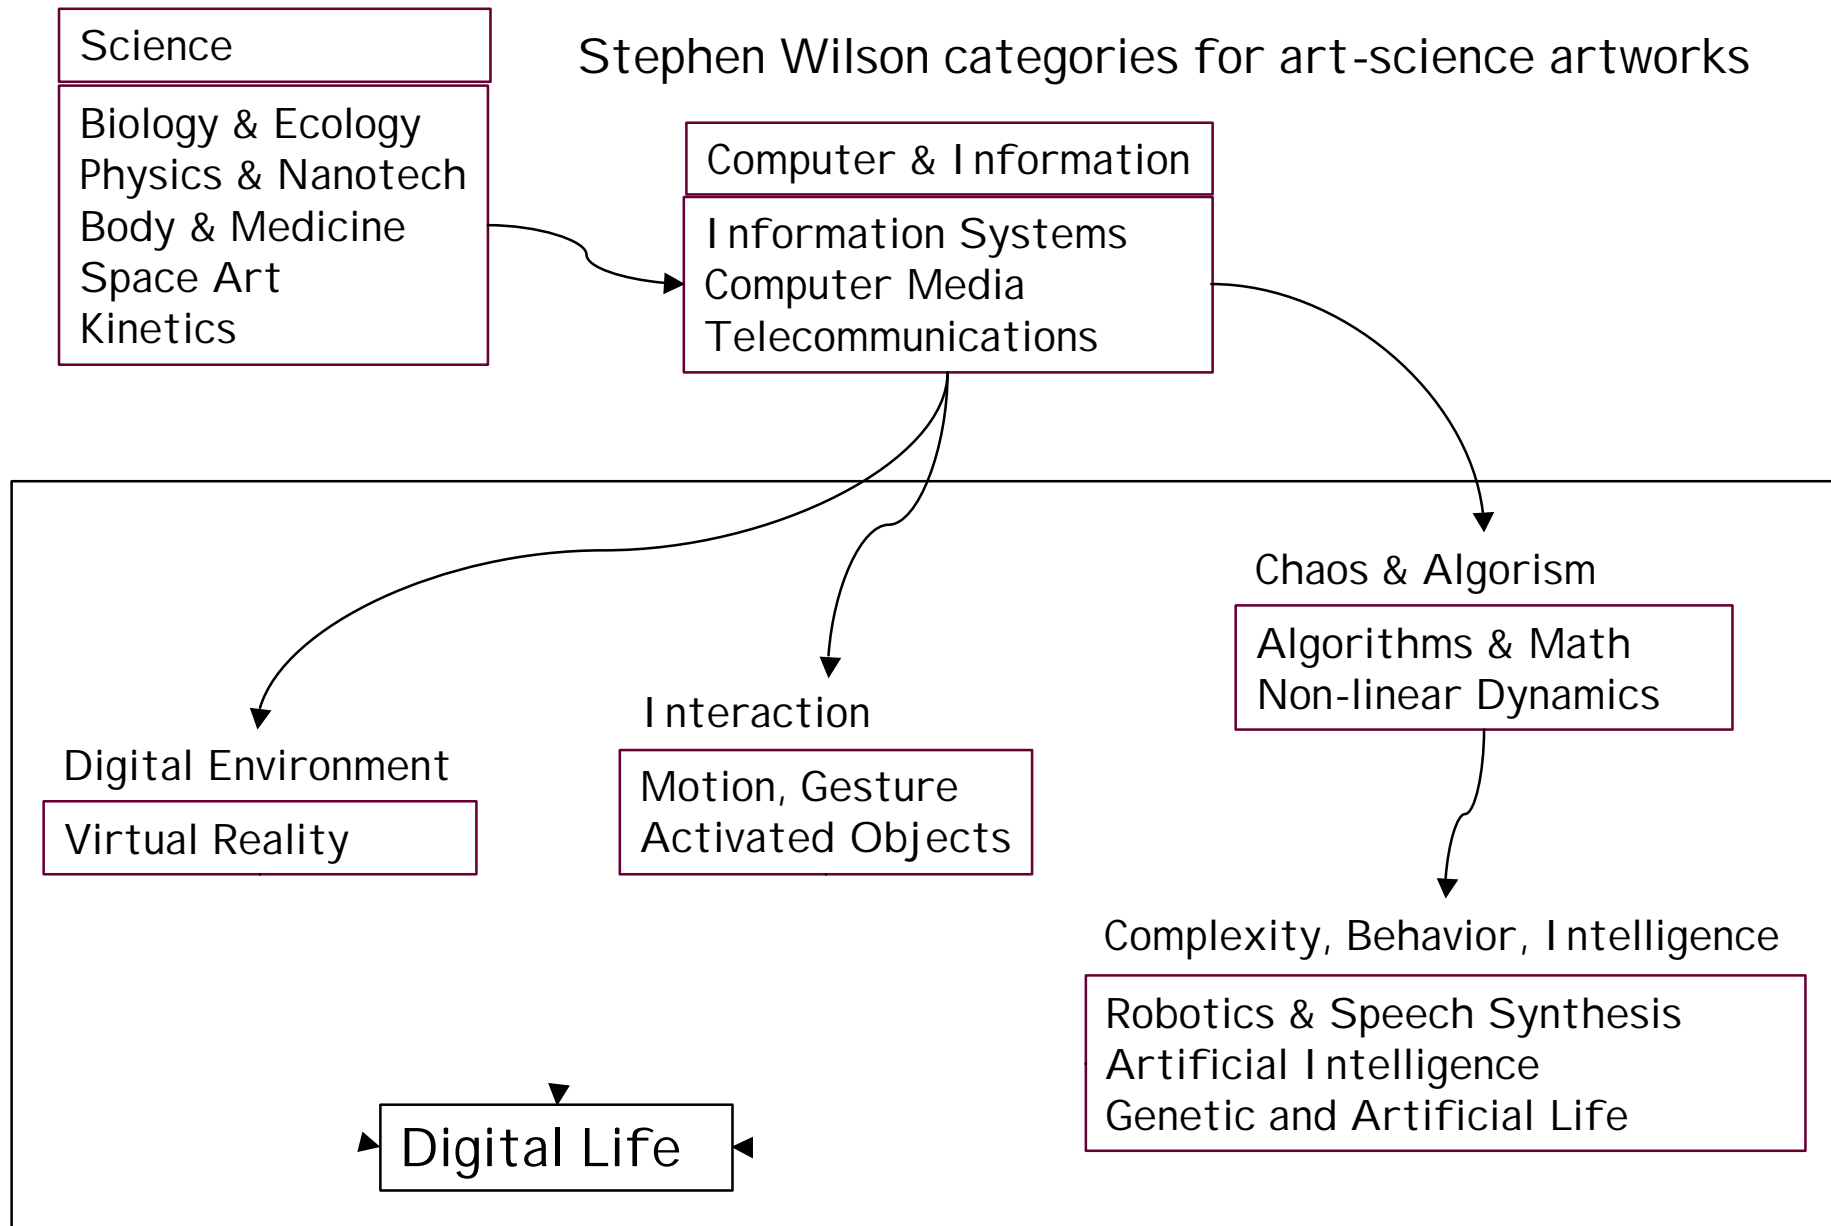 Science
Stephen Wilson categories for art-science artworks
Biology & Ecology
Physics & Nanotech
Body & Medicine
Space Art
Kinetics
Computer & Information
Information Systems
Computer Media
Telecommunications
Chaos & Algorism
Algorithms & Math
Non-linear Dynamics
Interaction
Motion, Gesture
Activated Objects
Digital Environment
Virtual Reality
Complexity, Behavior, Intelligence
Robotics & Speech Synthesis
Artificial Intelligence
Genetic and Artificial Life
Digital Life